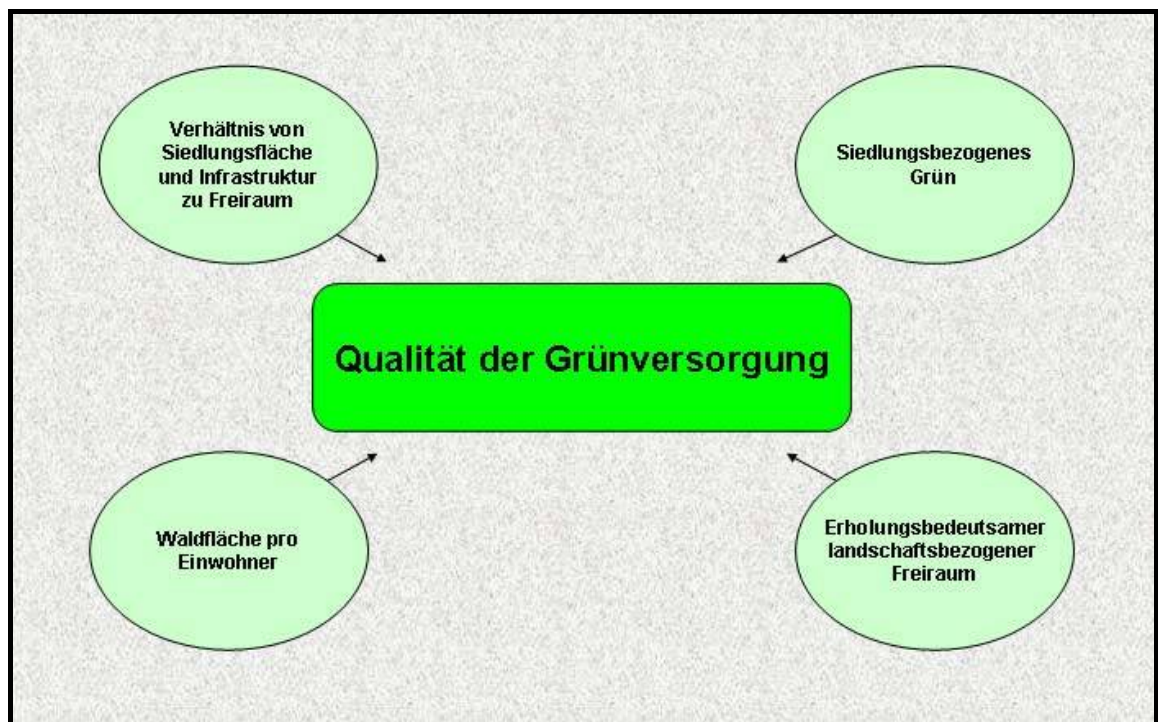 Verhältnis von
Siedlungsfläche
und Infrastruktur
zu Freiraum
Siedlungsbezogenes
Grün
Qualität der Grünversorgung
Waldfläche pro
Einwohner
Erholungsbedeutsamer
landschaftsbezogener
Freiraum